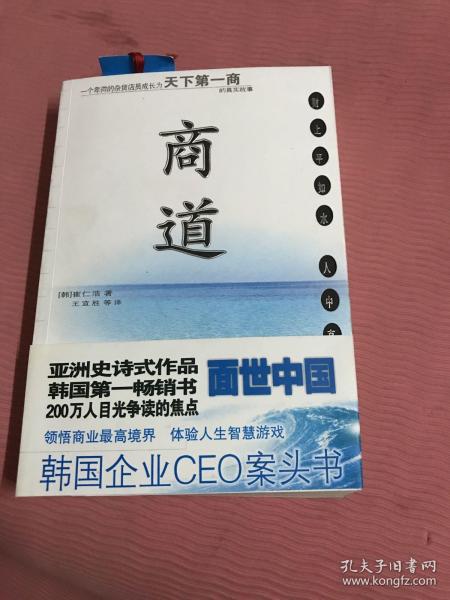 一个卑微的杂货店员成长为天下第一商
的真实故事
商道
财上平如水 人中直
[韩]崔仁浩 著
王宜胜等译
亚洲史诗式作品
韩国第一畅销书
200万人目光争读的焦点
面世中国
领悟商业最高境界 体验人生智慧游戏
韩国企业CEO案头书
孔夫子旧书网
www.kongfz.com